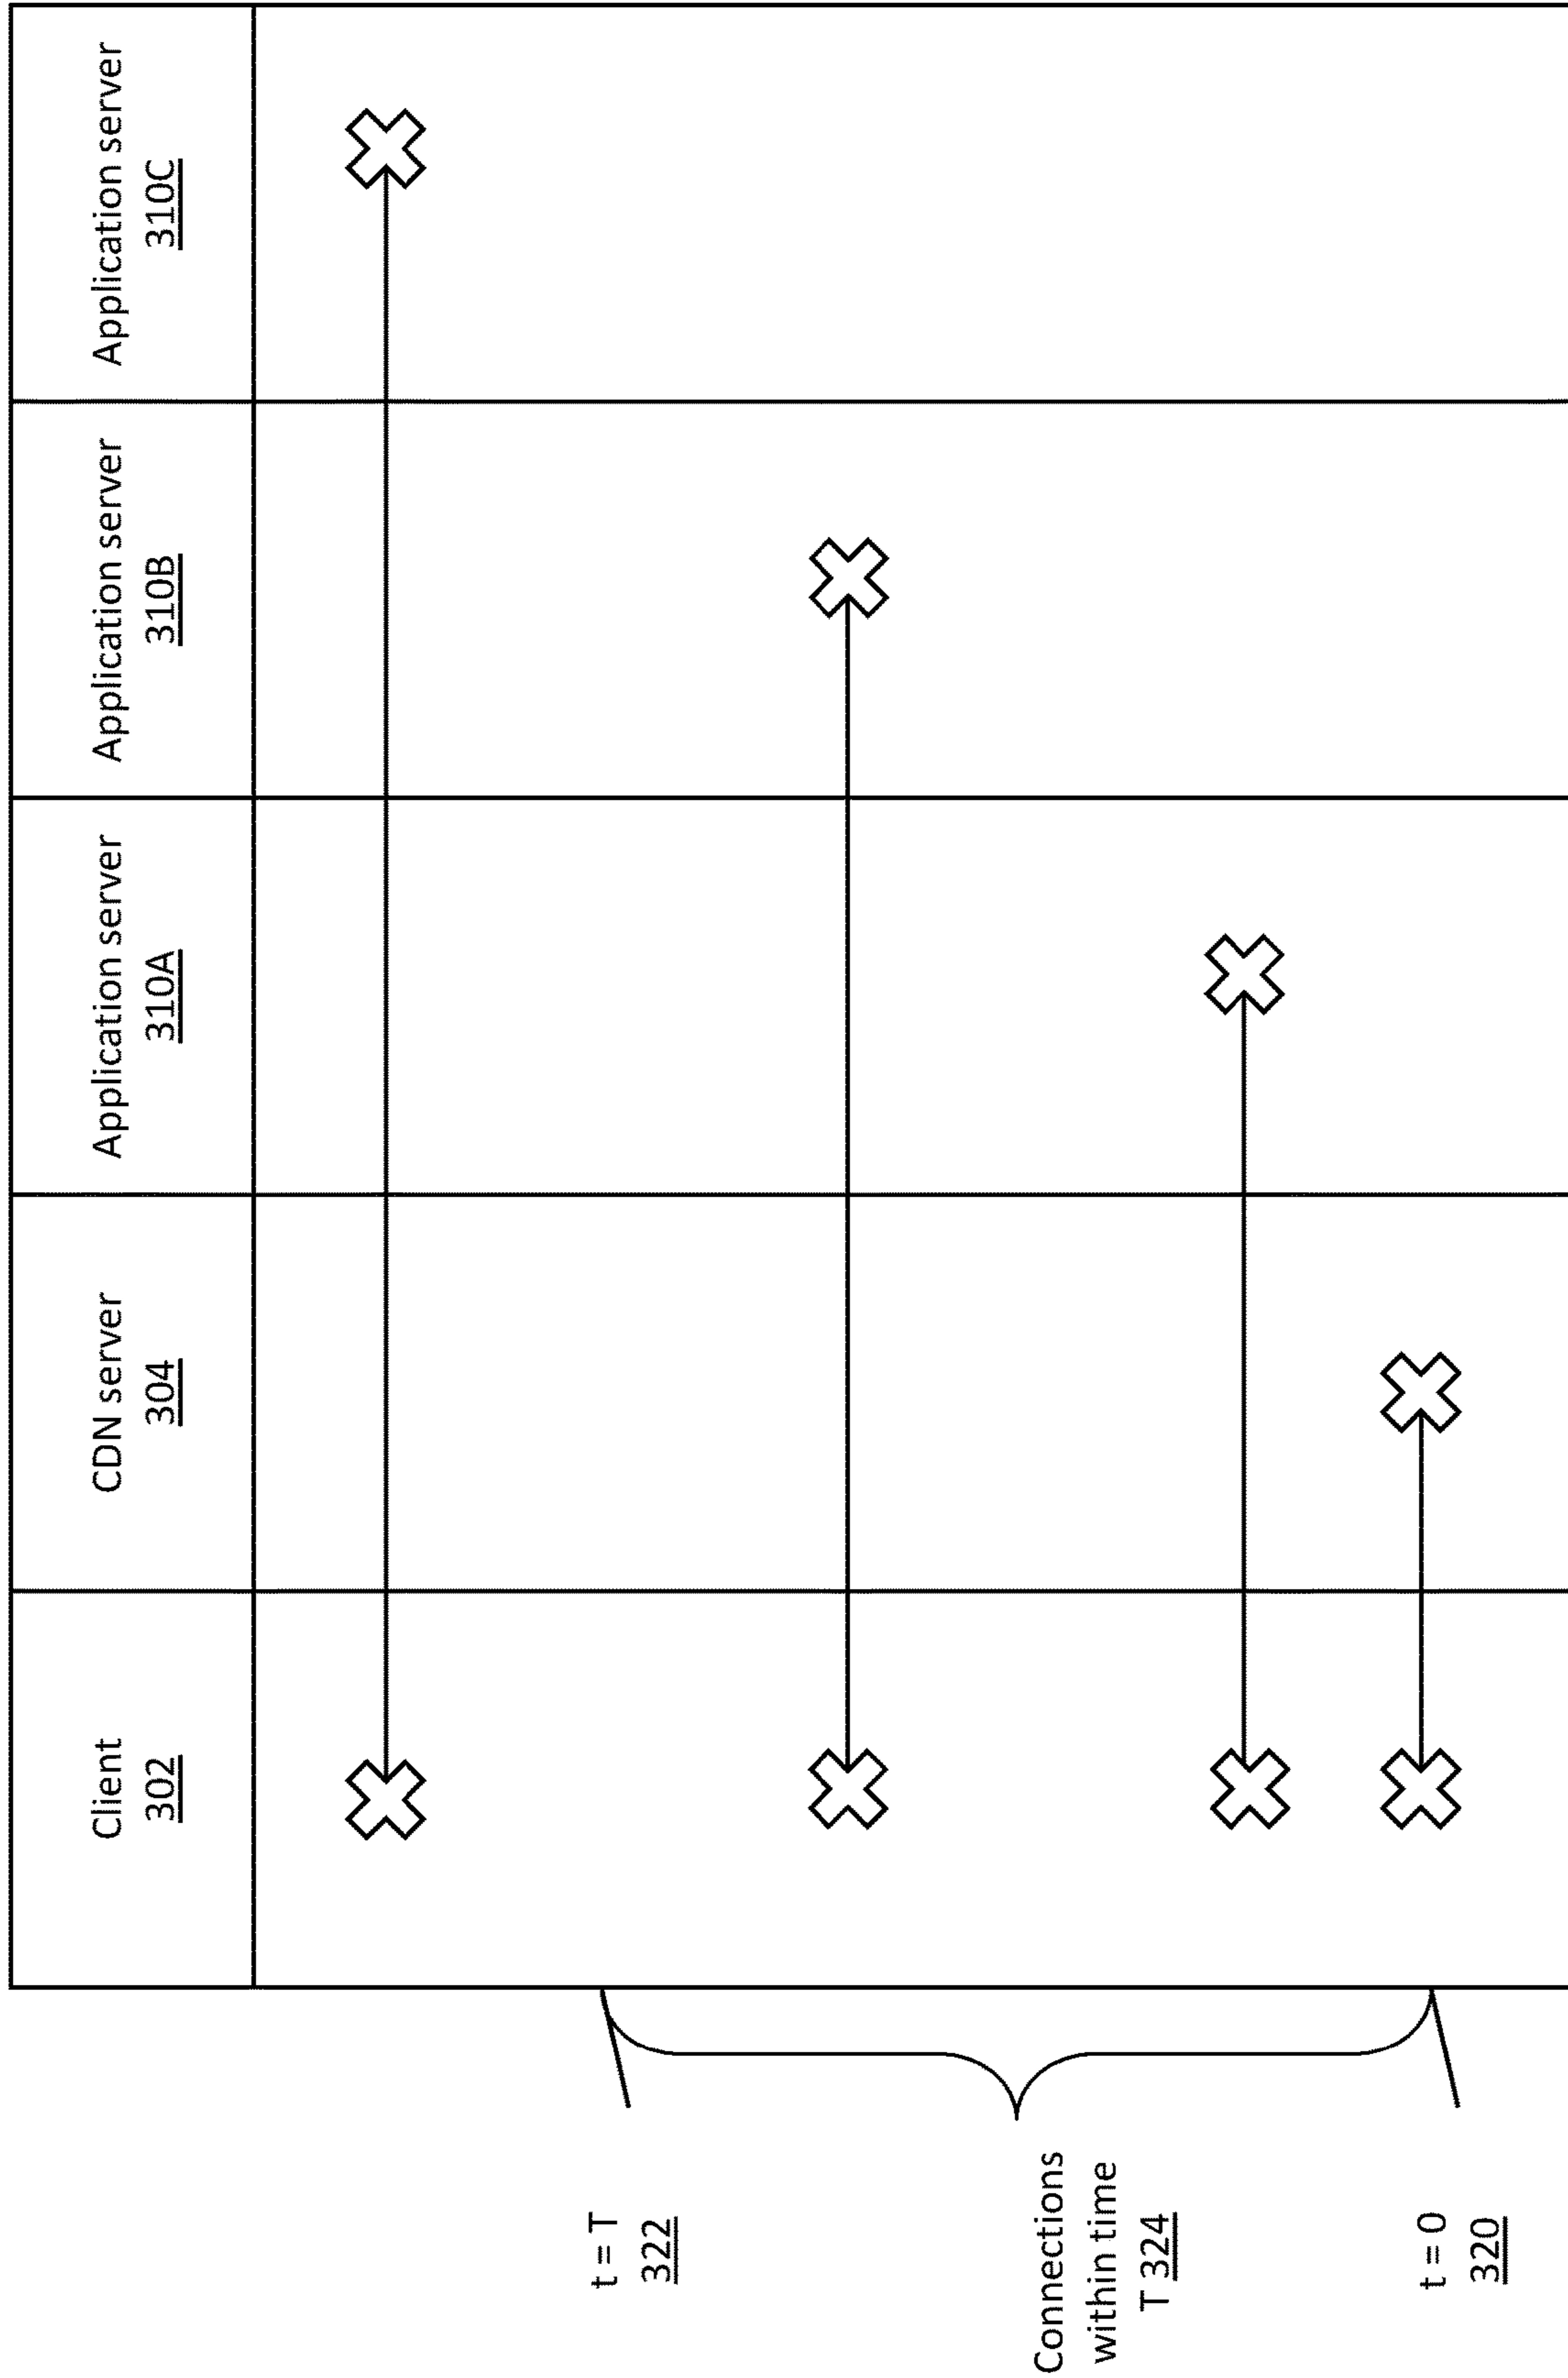 Client
302
CDN server
304
Application server
310A
Application server
310B
Application server
310C
t = T
322
Connections
within time
T 324
t = 0
320